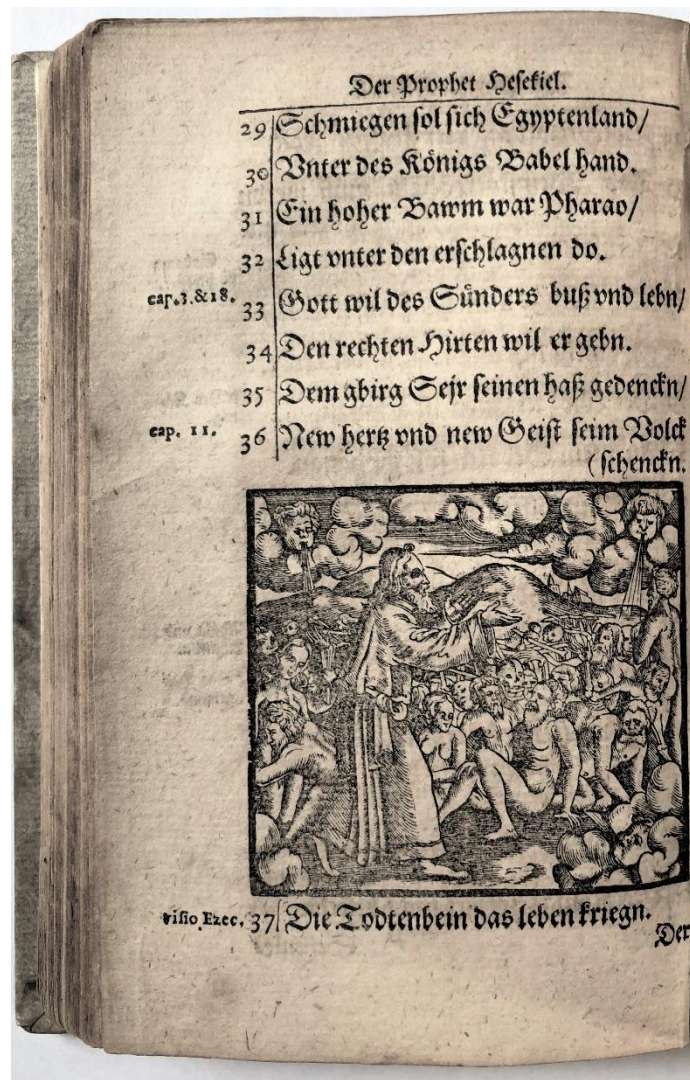 Der Prophet Hesekiel.
29 Schmiegen sol sich Egyptenland/
30 Vnter des Königs Babel hand.
31 Ein hoher Bawm war Pharao/
32 Ligt vnter den erschlagnen do.
cap.3.&18. 33 Gott wil des Sünders buß vnd lebn/
34 Den rechten Hirten wil er gebn.
35 Dem gbirg Sejr seinen haß gedenckn/
cap. 11. 36 New hertz vnd new Geist seim Volck
(schenckn.
visio Ezec. 37 Die Todtenbein das leben kriegn.
Der